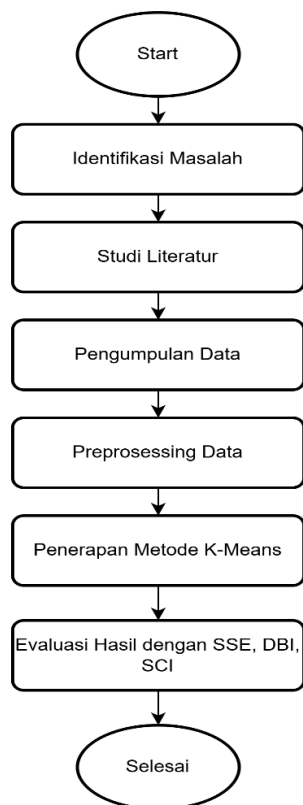 Start
Identifikasi Masalah
Studi Literatur
Pengumpulan Data
Preprosessing Data
Penerapan Metode K-Means
Evaluasi Hasil dengan SSE, DBI,
SCI
Selesai